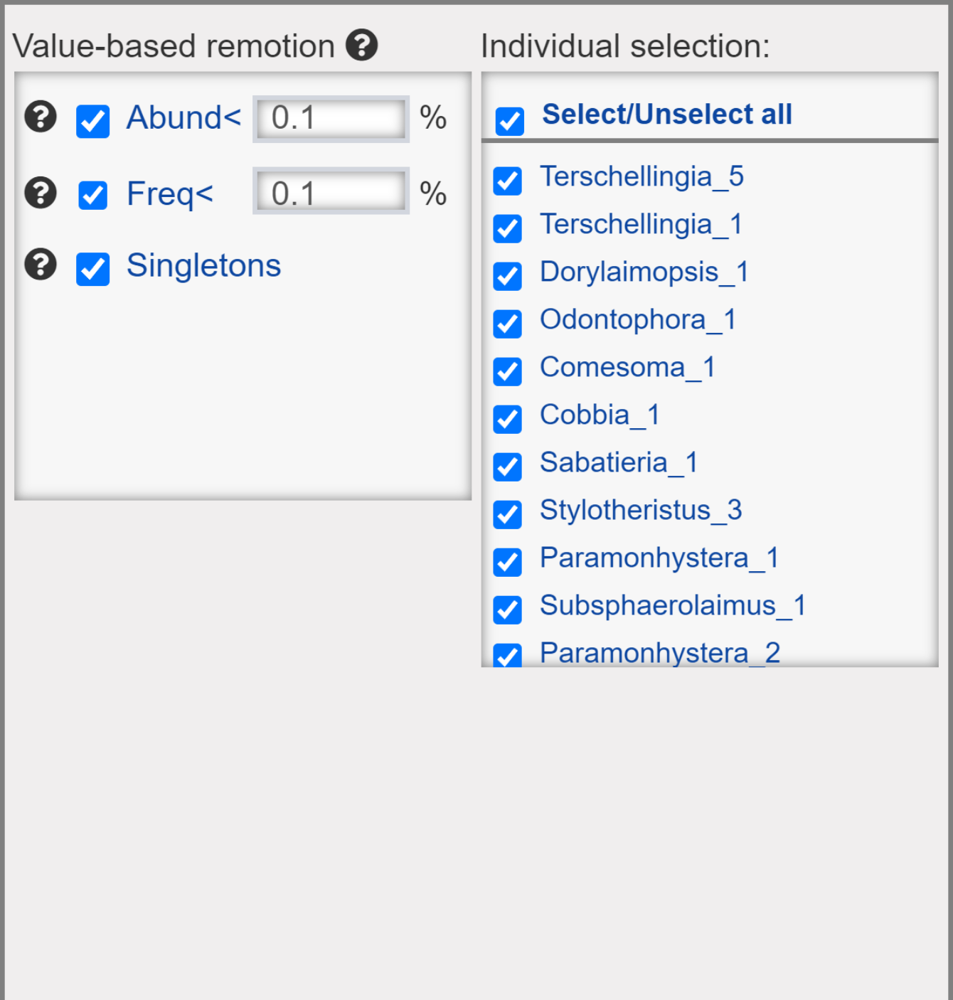 Value-based remotion ?
? Abund< 0.1 %
? Freq< 0.1 %
? Singletons
Individual selection:
Select/Unselect all
Terschellingia_5
Terschellingia_1
Dorylaimopsis_1
Odontophora_1
Comesoma_1
Cobbia_1
Sabatieria_1
Stylotheristus_3
Paramonhystera_1
Subsphaerolaimus_1
Paramonhystera_2